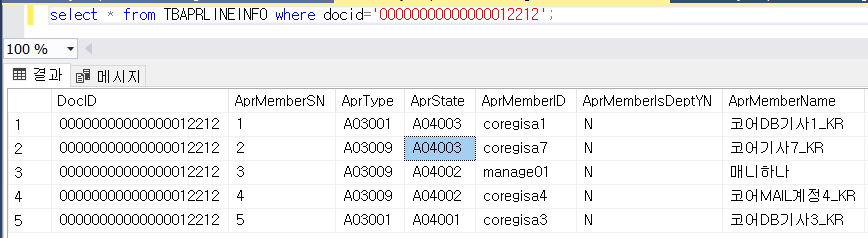 select * from TBAPRLINEINFO where docid='00000000000000012212';
100 %
결과 메시지
DocID AprMemberSN AprType AprState AprMemberID AprMemberIsDeptYN AprMemberName
1 00000000000000012212 1 A03001 A04003 coregisa1 N 코어DB기사1_KR
2 00000000000000012212 2 A03009 A04003 coregisa7 N 코어기사7_KR
3 00000000000000012212 3 A03009 A04002 manage01 N 매니하나
4 00000000000000012212 4 A03009 A04002 coregisa4 N 코어MAIL계정4_KR
5 00000000000000012212 5 A03001 A04001 coregisa3 N 코어DB기사3_KR